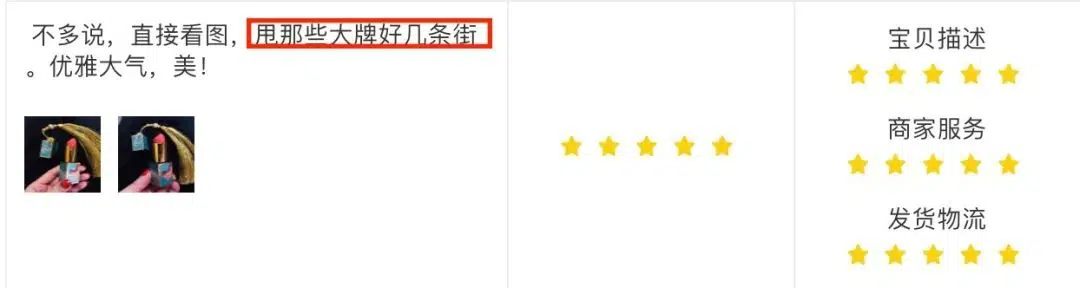 不多说，直接看图，甩那些大牌好几条街
。优雅大气，美！
宝贝描述
商家服务
发货物流